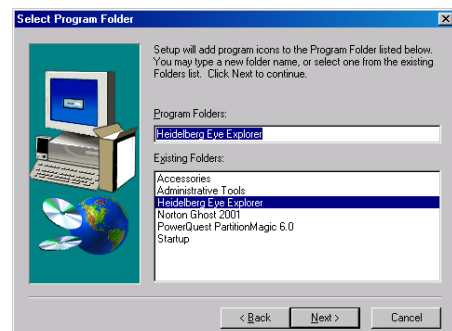 Select Program Folder
Setup will add program icons to the Program Folder listed below.
You may type a new folder name, or select one from the existing
Folders list. Click Next to continue.
Program Folders:
Heidelberg Eye Explorer
Existing Folders:
Accessories
Administrative Tools
Heidelberg Eye Explorer
Norton Ghost 2001
PowerQuest PartitionMagic 6.0
Startup
< Back Next > Cancel